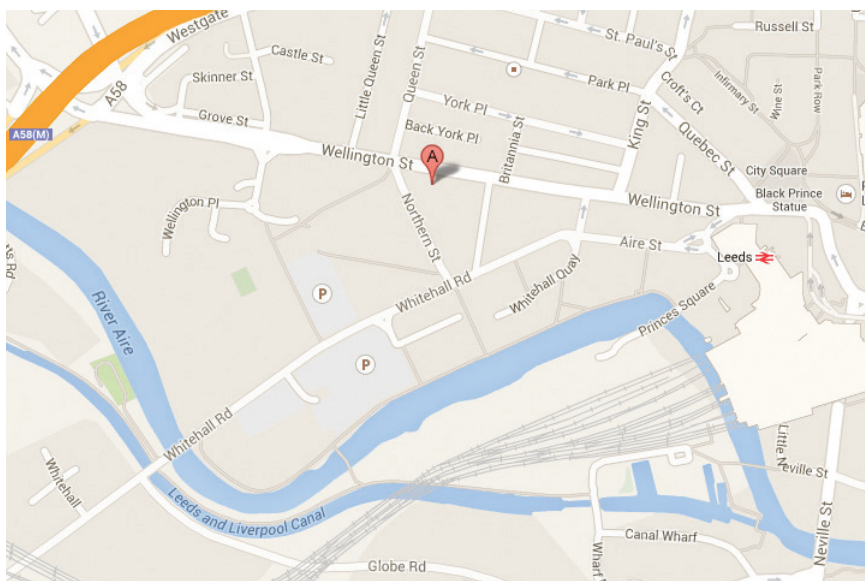 Westgate
Castle St
Skinner St
A58
Grove St
A58(M)
Little Queen St
Queen St
St. Paul's St
Park Pl
York Pl
Back York Pl
Britannia St
King St
Croft's Ct
Russell St
Infirmary St
Wine St
Park Row
Quebec St
City Square
Black Prince
Statue
Wellington St
A
Wellington St
Wellington Pl
Northern St
Aire St
Leeds
Whitehall Rd
Whitehall Quay
Princes Square
P
P
River Aire
Whitehall Rd
Whitehall
Leeds and Liverpool Canal
Globe Rd
Canal Wharf
Wharf
Little N
eville St
Neville St
ts Rd